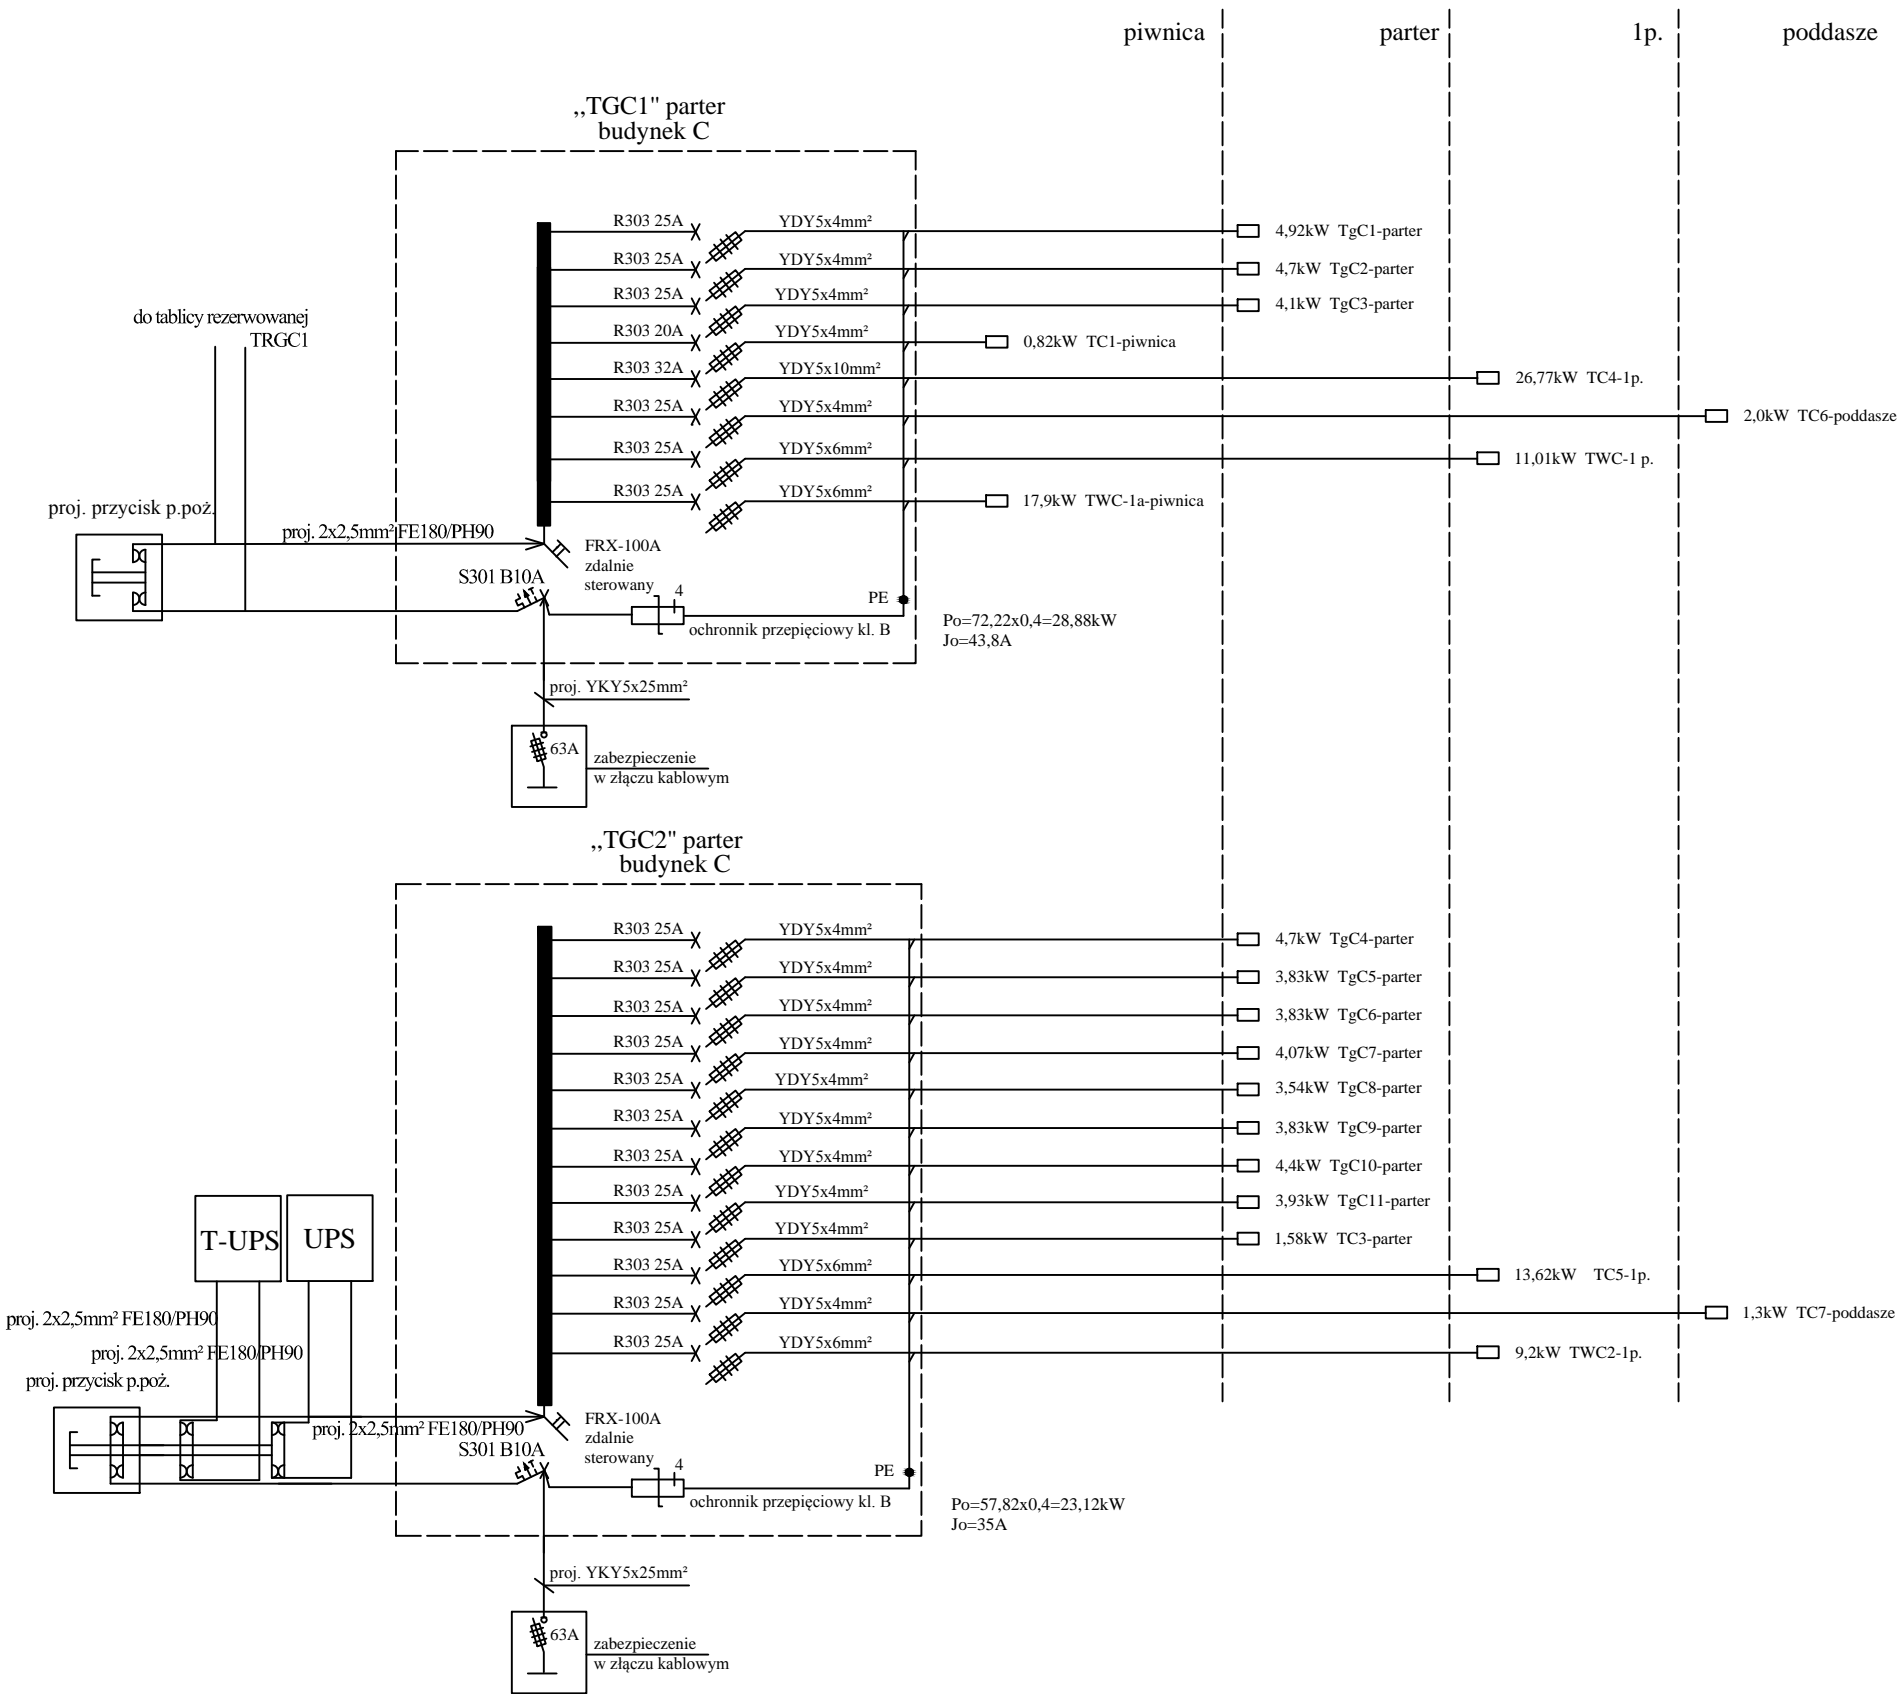 piwnica
parter
1p.
poddasze
,,TGC1" parter
budynek C
R303 25A
YDY5x4mm²
4,92kW TgC1-parter
R303 25A
YDY5x4mm²
4,7kW TgC2-parter
R303 25A
YDY5x4mm²
4,1kW TgC3-parter
R303 20A
YDY5x4mm²
0,82kW TC1-piwnica
R303 32A
YDY5x10mm²
26,77kW TC4-1p.
R303 25A
YDY5x4mm²
2,0kW TC6-poddasze
R303 25A
YDY5x6mm²
11,01kW TWC-1 p.
R303 25A
YDY5x6mm²
17,9kW TWC-1a-piwnica
do tablicy rezerwowanej
TRGC1
proj. przycisk p.poż.
proj. 2x2,5mm² FE180/PH90
FRX-100A
zdalnie
sterowany
S301 B10A
4
ochronnik przepięciowy kl. B
PE
Po=72,22x0,4=28,88kW
Jo=43,8A
proj. YKY5x25mm²
63A
zabezpieczenie
w złączu kablowym
,,TGC2" parter
budynek C
R303 25A
YDY5x4mm²
4,7kW TgC4-parter
R303 25A
YDY5x4mm²
3,83kW TgC5-parter
R303 25A
YDY5x4mm²
3,83kW TgC6-parter
R303 25A
YDY5x4mm²
4,07kW TgC7-parter
R303 25A
YDY5x4mm²
3,54kW TgC8-parter
R303 25A
YDY5x4mm²
3,83kW TgC9-parter
R303 25A
YDY5x4mm²
4,4kW TgC10-parter
R303 25A
YDY5x4mm²
3,93kW TgC11-parter
R303 25A
YDY5x4mm²
1,58kW TC3-parter
R303 25A
YDY5x6mm²
13,62kW TC5-1p.
R303 25A
YDY5x4mm²
1,3kW TC7-poddasze
R303 25A
YDY5x6mm²
9,2kW TWC2-1p.
T-UPS
UPS
proj. 2x2,5mm² FE180/PH90
proj. 2x2,5mm² FE180/PH90
proj. przycisk p.poż.
proj. 2x2,5mm² FE180/PH90
FRX-100A
zdalnie
sterowany
S301 B10A
4
ochronnik przepięciowy kl. B
PE
Po=57,82x0,4=23,12kW
Jo=35A
proj. YKY5x25mm²
63A
zabezpieczenie
w złączu kablowym